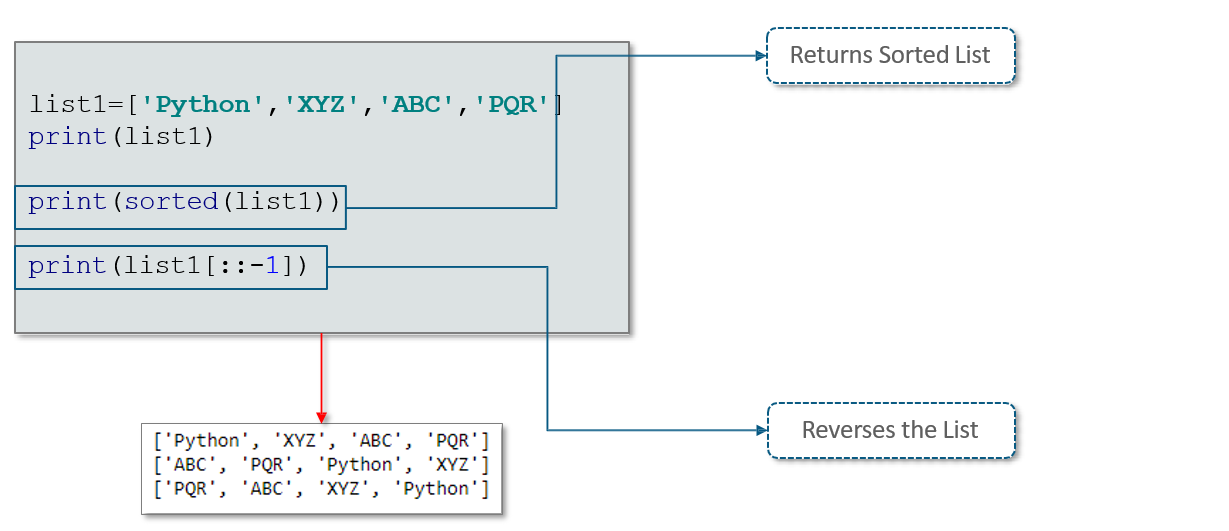 Returns Sorted List
list1=['Python','XYZ','ABC','PQR']
print(list1)
print(sorted(list1))
print(list1[::-1])
Reverses the List
['Python', 'XYZ', 'ABC', 'PQR']
['ABC', 'PQR', 'Python', 'XYZ']
['PQR', 'ABC', 'XYZ', 'Python']